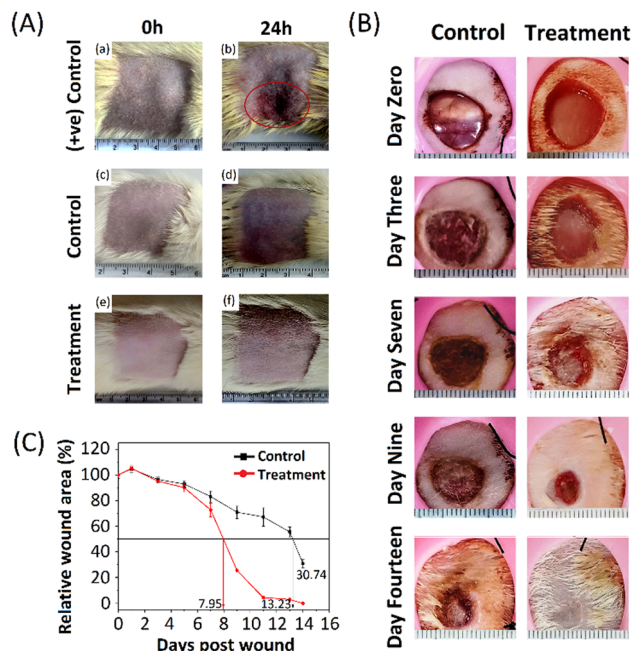 (A)
0h
24h
(+ve) Control
(a)
(b)
Control
(c)
(d)
Treatment
(e)
(f)
(B)
Control
Treatment
Day Zero
Day Three
Day Seven
Day Nine
Day Fourteen
(C)
Relative wound area (%)
120
100
80
60
40
20
0
Control
Treatment
30.74
7.95
13.23
0 2 4 6 8 10 12 14 16
Days post wound